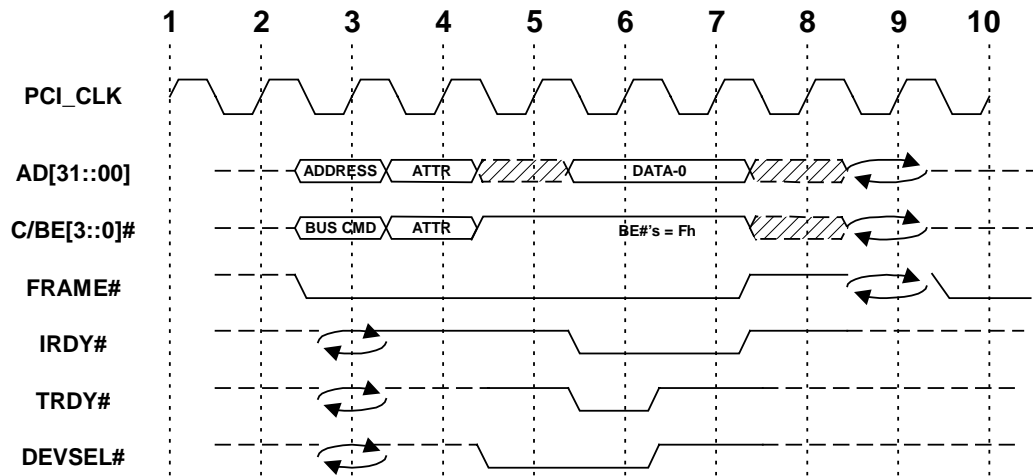 1 2 3 4 5 6 7 8 9 10
PCI_CLK
AD[31::00] ADDRESS ATTR DATA-0
C/BE[3::0]# BUS CMD ATTR BE#'s = Fh
FRAME#
IRDY#
TRDY#
DEVSEL#